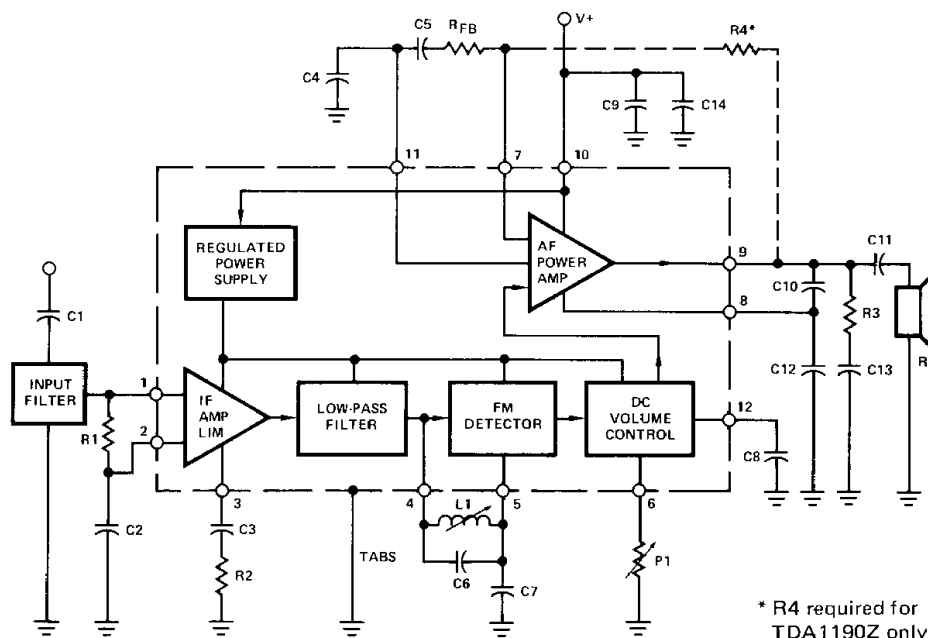 V+
C5
RFB
R4*
C4
C9
C14
11
7
10
REGULATED
POWER
SUPPLY
AF
POWER
AMP
9
C11
C10
8
R3
R
C1
C12
C13
INPUT
FILTER
1
IF
AMP
LIM
LOW-PASS
FILTER
FM
DETECTOR
DC
VOLUME
CONTROL
12
R1
2
C8
3
4
5
6
C2
C3
L1
TABS
P1
R2
C6
C7
* R4 required for
TDA1190Z only